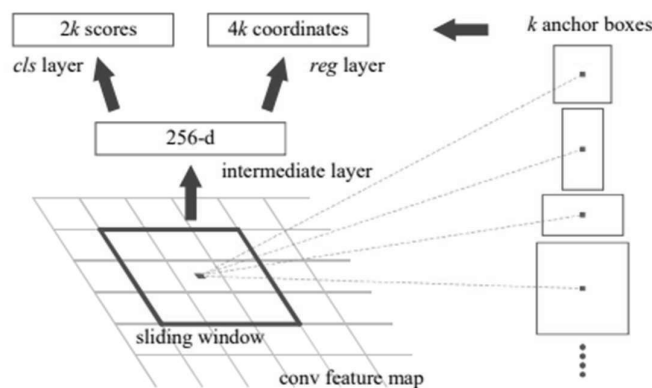 2k scores
4k coordinates
k anchor boxes
cls layer
reg layer
256-d
intermediate layer
sliding window
conv feature map